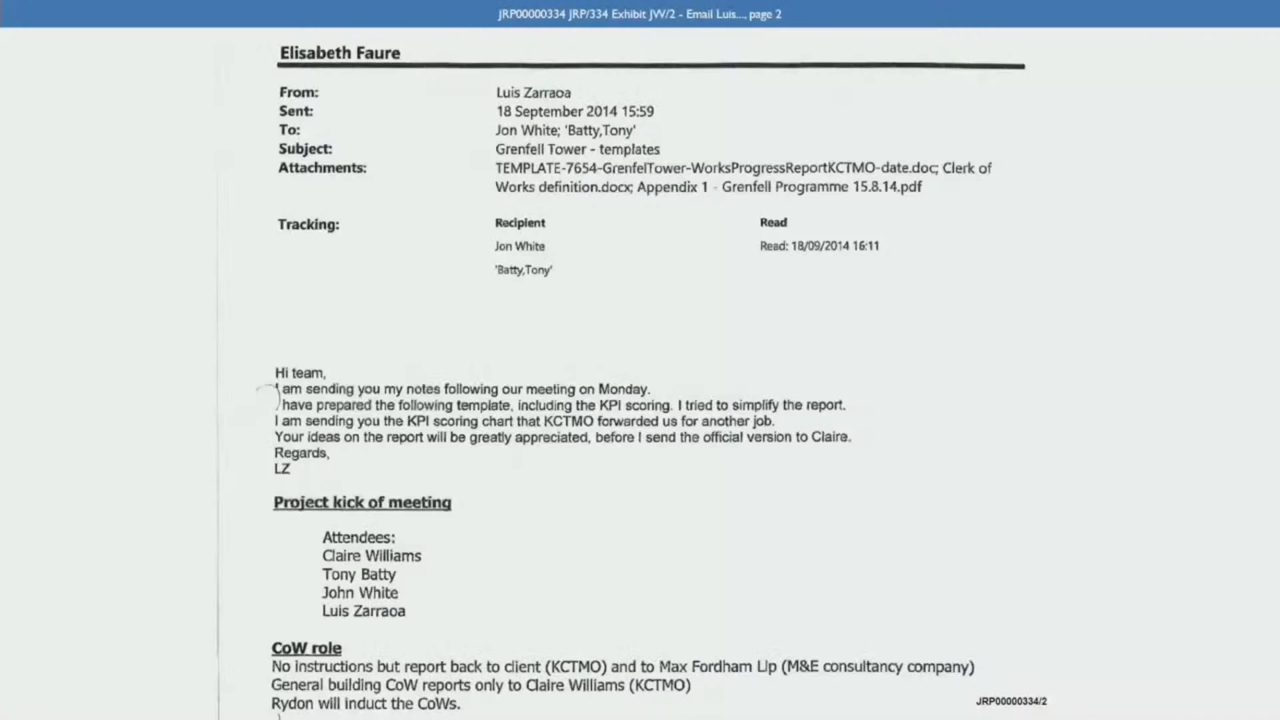 JRP00000334 JRP/334 Exhibit JW/2 - Email Luis..., page 2
Elisabeth Faure
From: Luis Zarraoa
Sent: 18 September 2014 15:59
To: Jon White; 'Batty,Tony'
Subject: Grenfell Tower - templates
Attachments: TEMPLATE-7654-GrenfelTower-WorksProgressReportKCTMO-date.doc; Clerk of
Works definition.docx; Appendix 1 - Grenfell Programme 15.8.14.pdf
Tracking: Recipient Read
Jon White Read: 18/09/2014 16:11
'Batty,Tony'
Hi team,
I am sending you my notes following our meeting on Monday.
I have prepared the following template, including the KPI scoring. I tried to simplify the report.
I am sending you the KPI scoring chart that KCTMO forwarded us for another job.
Your ideas on the report will be greatly appreciated, before I send the official version to Claire.
Regards,
LZ
Project kick of meeting
Attendees:
Claire Williams
Tony Batty
John White
Luis Zarraoa
CoW role
No instructions but report back to client (KCTMO) and to Max Fordham Llp (M&E consultancy company)
General building CoW reports only to Claire Williams (KCTMO)
Rydon will induct the CoWs.
JRP00000334/2